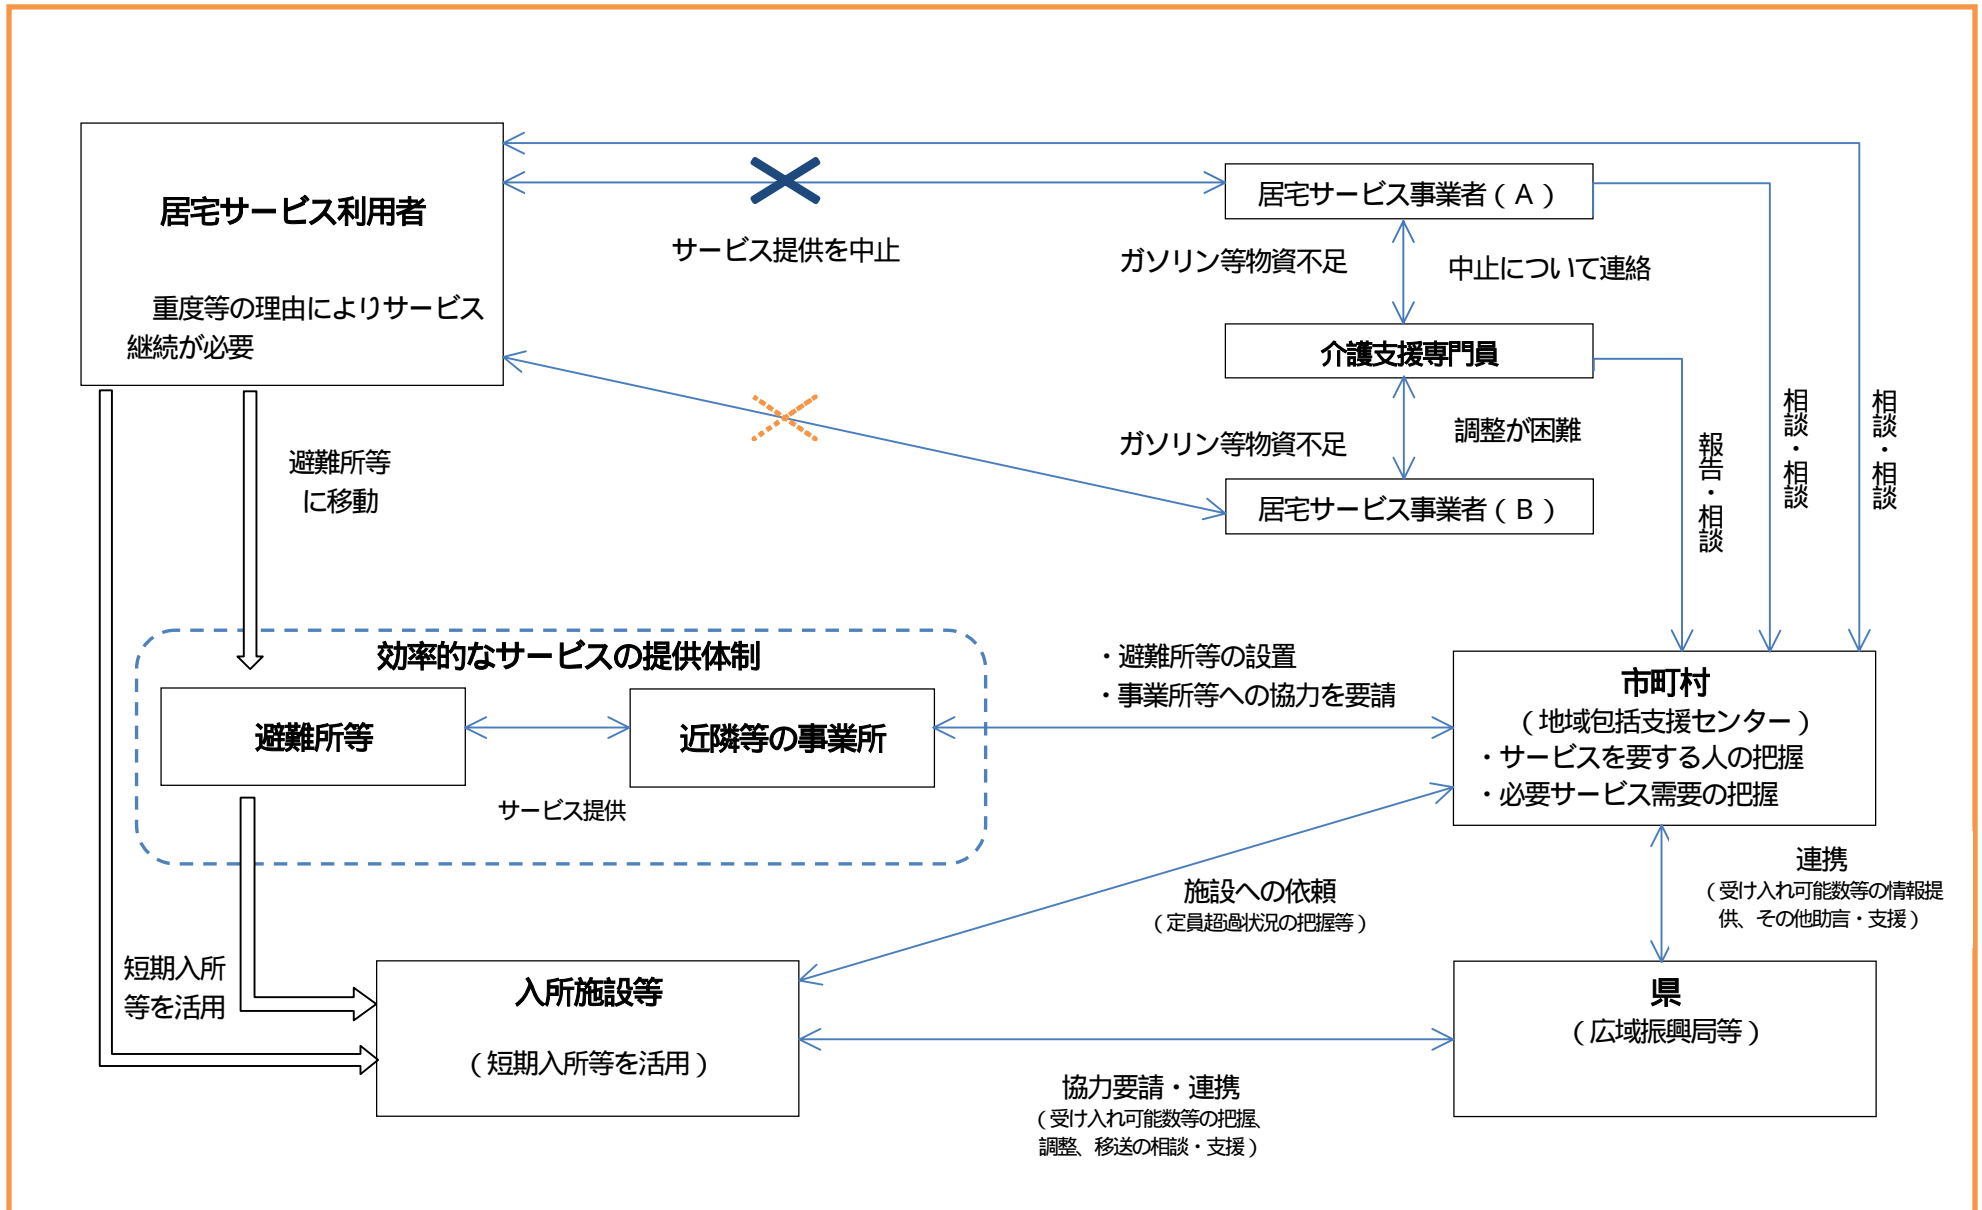 居宅サービス利用者
重度等の理由によりサービス
継続が必要
サービス提供を中止
居宅サービス事業者(A)
ガソリン等物資不足
中止について連絡
介護支援専門員
ガソリン等物資不足
調整が困難
居宅サービス事業者(B)
報告・相談
相談・相談
相談・相談
避難所等
に移動
効率的なサービスの提供体制
避難所等
近隣等の事業所
サービス提供
・避難所等の設置
・事業所等への協力を要請
市町村
(地域包括支援センター)
・サービスを要する人の把握
・必要サービス需要の把握
施設への依頼
(定員超過状況の把握等)
連携
(受け入れ可能数等の情報提
供、その他助言・支援)
短期入所
等を活用
入所施設等
(短期入所等を活用)
協力要請・連携
(受け入れ可能数等の把握、
調整、移送の相談・支援)
県
(広域振興局等)